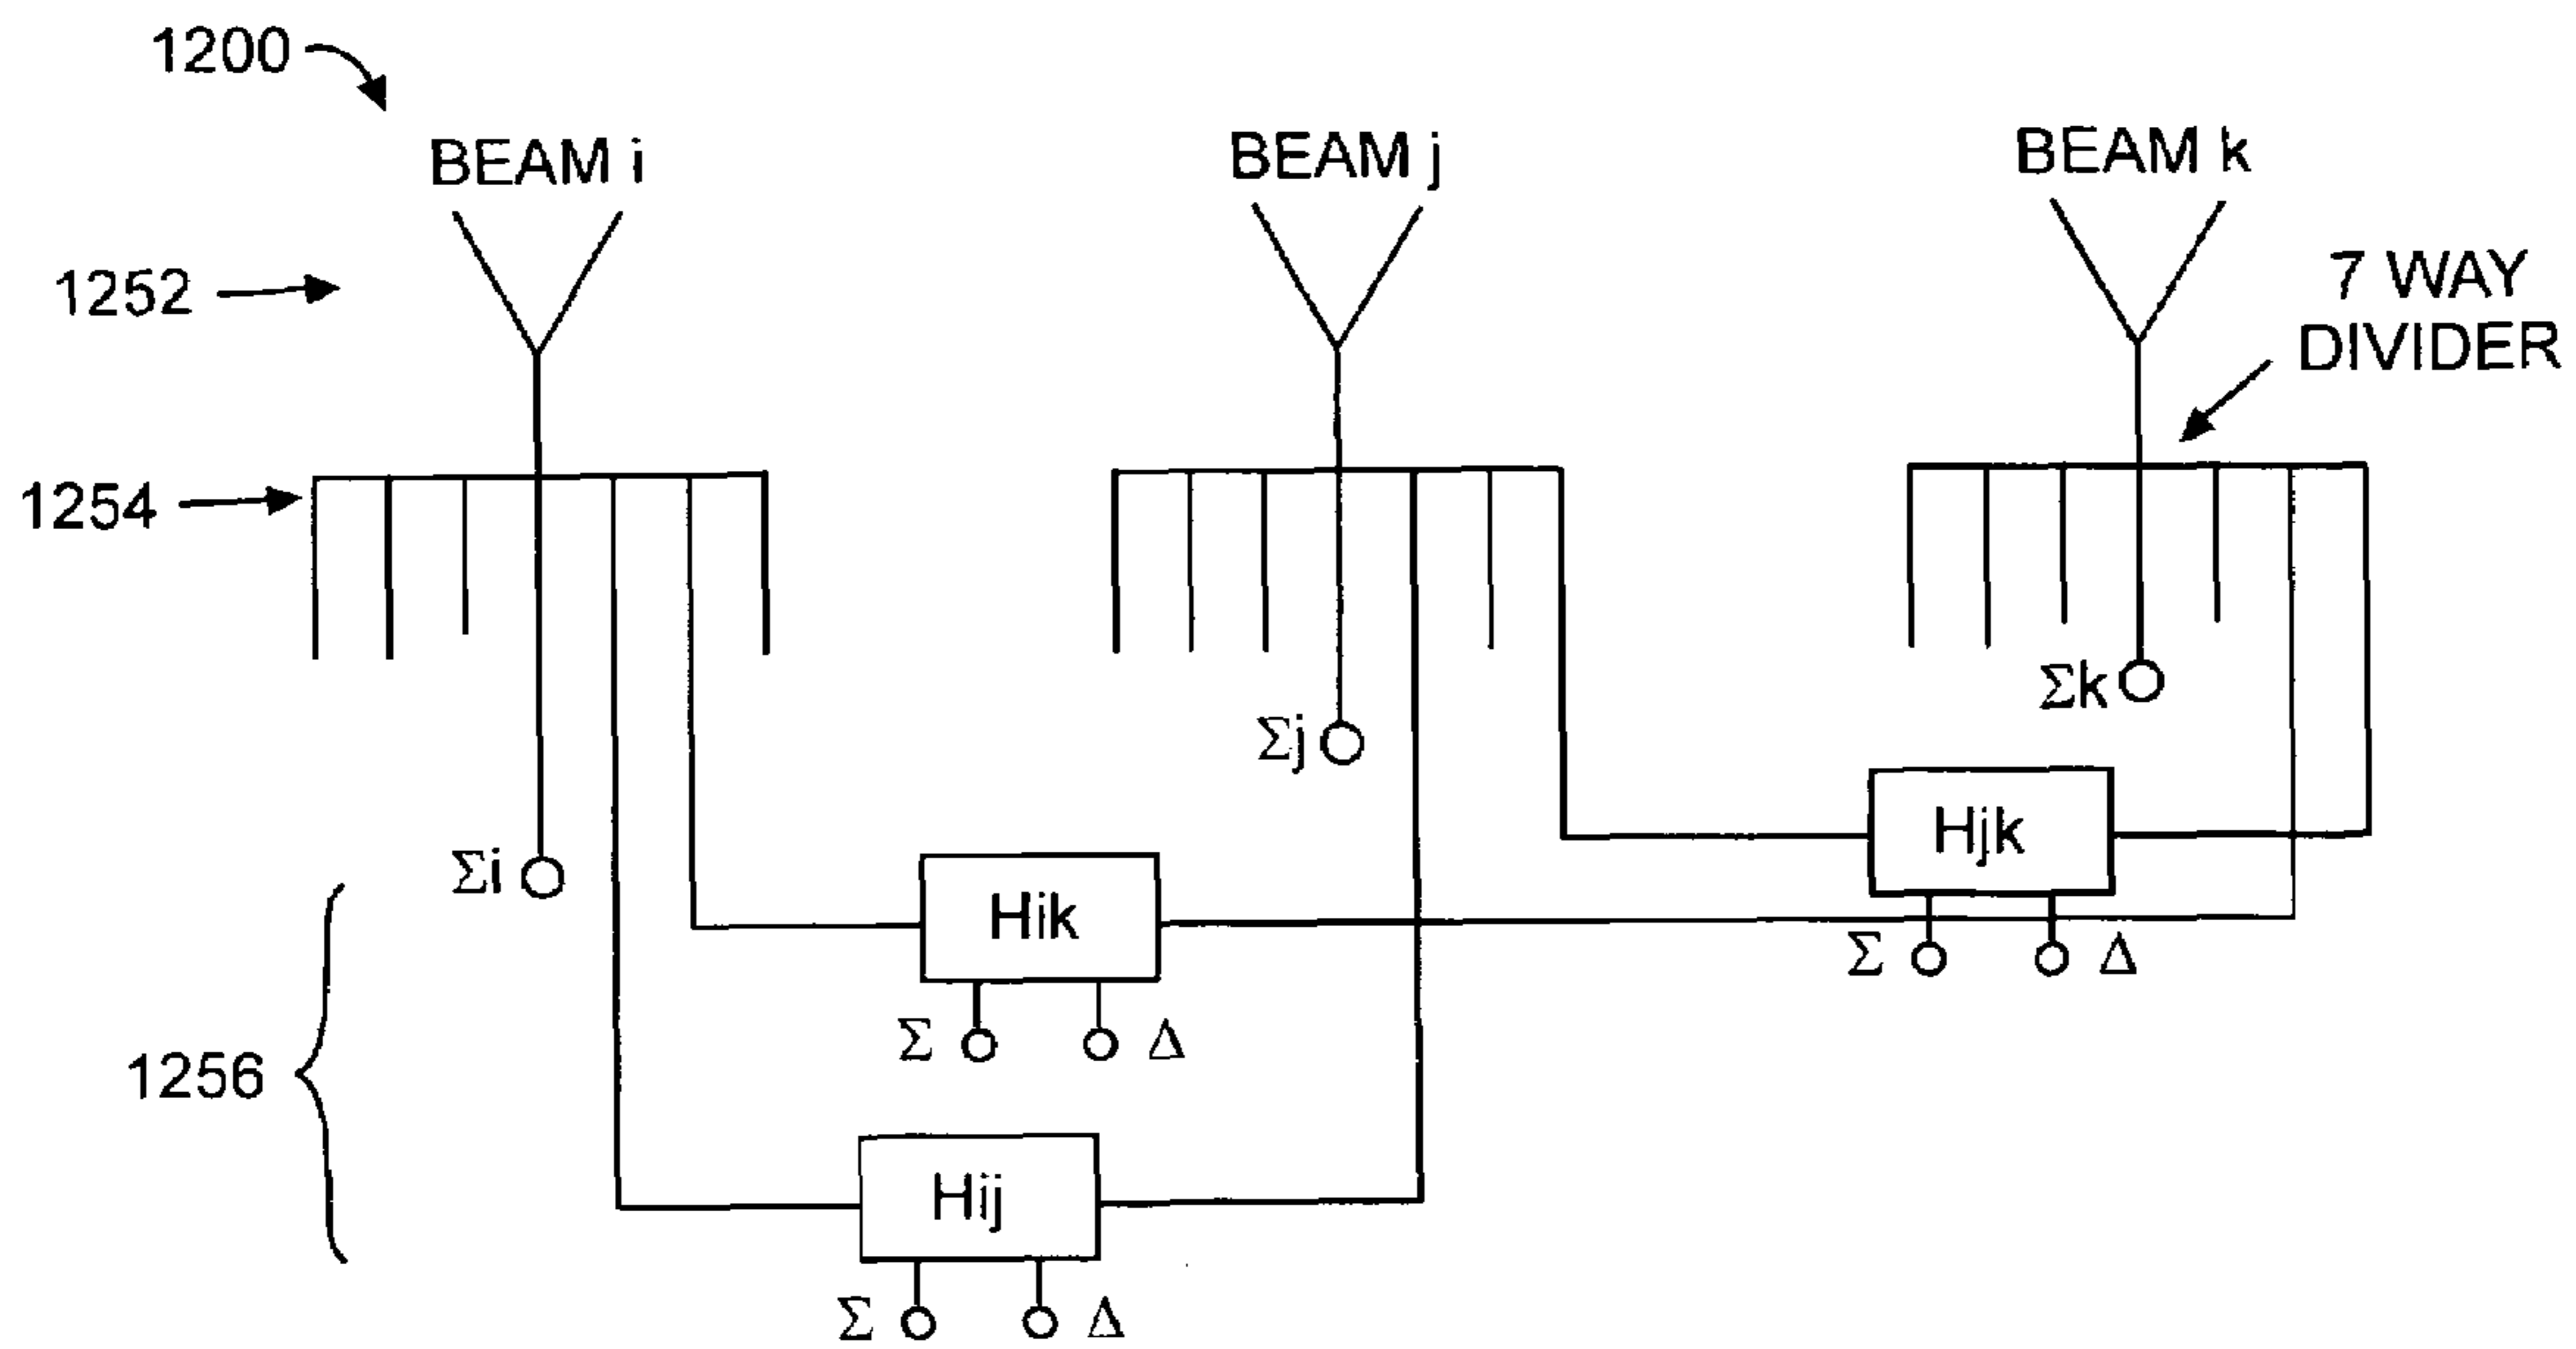 1200
BEAM i
BEAM j
BEAM k
1252
7 WAY
DIVIDER
1254
Σk
Σj
Hjk
Σi
Hik
Σ
Δ
Σ
Δ
1256
Hij
Σ
Δ